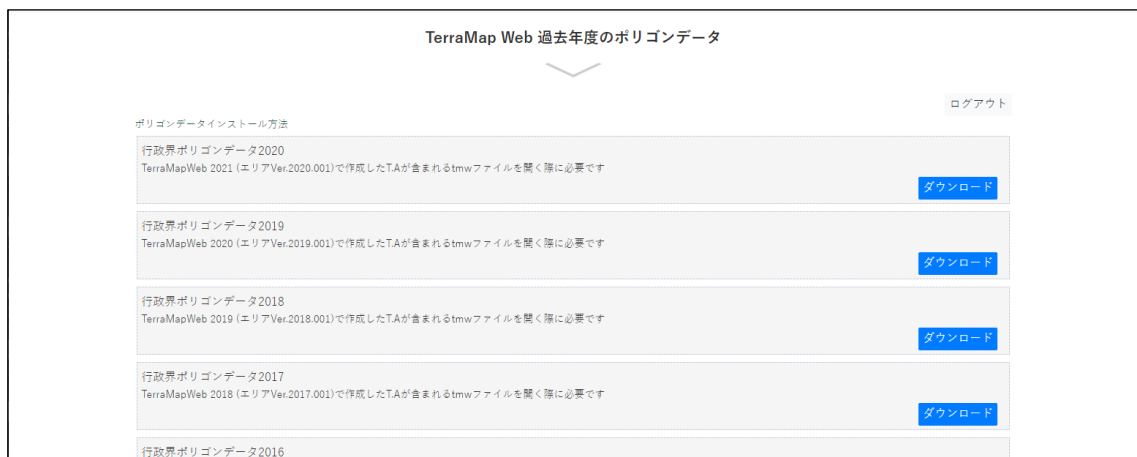 TerraMap Web 過去年度のポリゴンデータ
ログアウト
ポリゴンデータインストール方法
行政界ポリゴンデータ2020
TerraMapWeb 2021 (エリアVer.2020.001)で作成したT.Aが含まれるtmwファイルを開く際に必要です
ダウンロード
行政界ポリゴンデータ2019
TerraMapWeb 2020 (エリアVer.2019.001)で作成したT.Aが含まれるtmwファイルを開く際に必要です
ダウンロード
行政界ポリゴンデータ2018
TerraMapWeb 2019 (エリアVer.2018.001)で作成したT.Aが含まれるtmwファイルを開く際に必要です
ダウンロード
行政界ポリゴンデータ2017
TerraMapWeb 2018 (エリアVer.2017.001)で作成したT.Aが含まれるtmwファイルを開く際に必要です
ダウンロード
行政界ポリゴンデータ2016